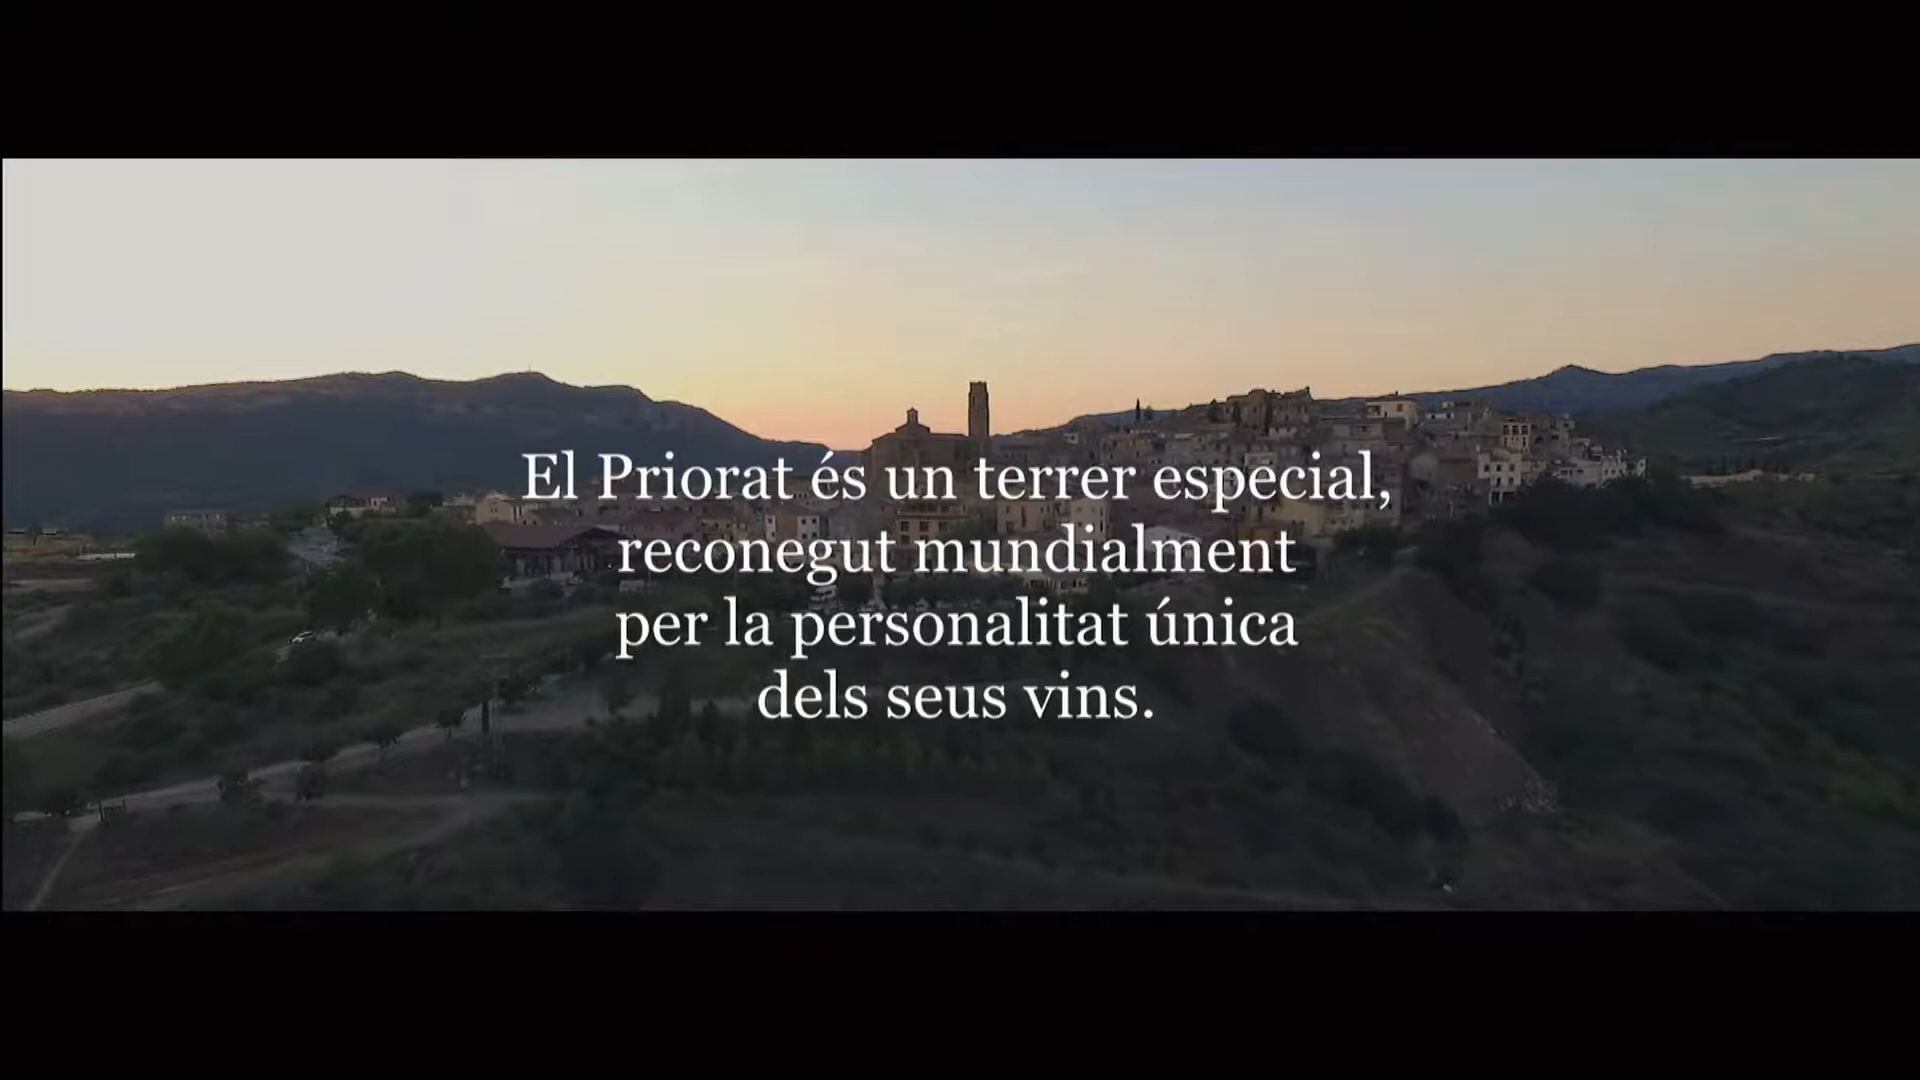 El Priorat és un terrer especial,
reconegut mundialment
per la personalitat única
dels seus vins.